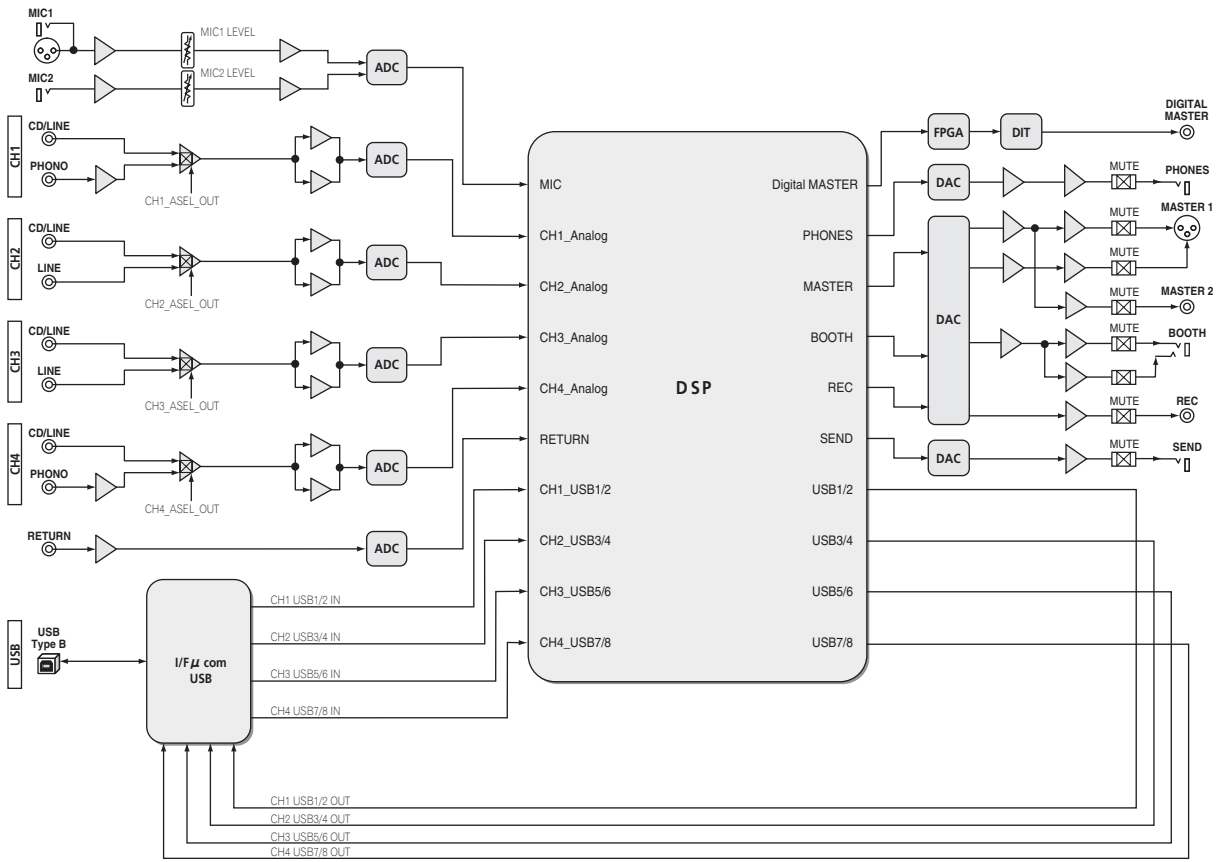 MIC1
MIC1 LEVEL
ADC
MIC2
MIC2 LEVEL
CH1
CD/LINE
PHONO
ADC
CH1_ASEL_OUT
CH2
CD/LINE
LINE
ADC
CH2_ASEL_OUT
CH3
CD/LINE
LINE
ADC
CH3_ASEL_OUT
CH4
CD/LINE
PHONO
ADC
CH4_ASEL_OUT
RETURN
ADC
USB
USB
Type B
I/F μ com
USB
CH1 USB1/2 IN
CH2 USB3/4 IN
CH3 USB5/6 IN
CH4 USB7/8 IN
DSP
MIC
CH1_Analog
CH2_Analog
CH3_Analog
CH4_Analog
RETURN
CH1_USB1/2
CH2_USB3/4
CH3_USB5/6
CH4_USB7/8
Digital MASTER
PHONES
MASTER
BOOTH
REC
SEND
USB1/2
USB3/4
USB5/6
USB7/8
FPGA
DIT
DIGITAL
MASTER
DAC
MUTE
PHONES
DAC
MUTE
MASTER 1
MUTE
MUTE
MASTER 2
MUTE
BOOTH
MUTE
REC
DAC
MUTE
SEND
CH1 USB1/2 OUT
CH2 USB3/4 OUT
CH3 USB5/6 OUT
CH4 USB7/8 OUT